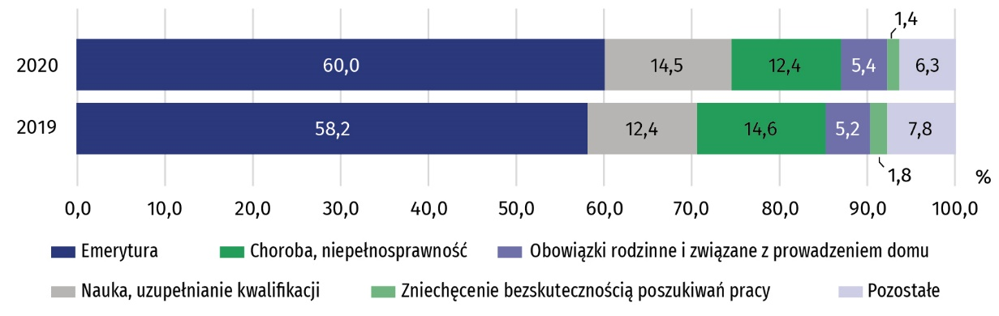 1,4
2020 60,0 14,5 12,4 5,4 6,3
2019 58,2 12,4 14,6 5,2 7,8
1,8 %
0,0 10,0 20,0 30,0 40,0 50,0 60,0 70,0 80,0 90,0 100,0
Emerytura Choroba, niepełnosprawność Obowiązki rodzinne i związane z prowadzeniem domu
Nauka, uzupełnianie kwalifikacji Zniechęcenie bezskutecznością poszukiwań pracy Pozostałe